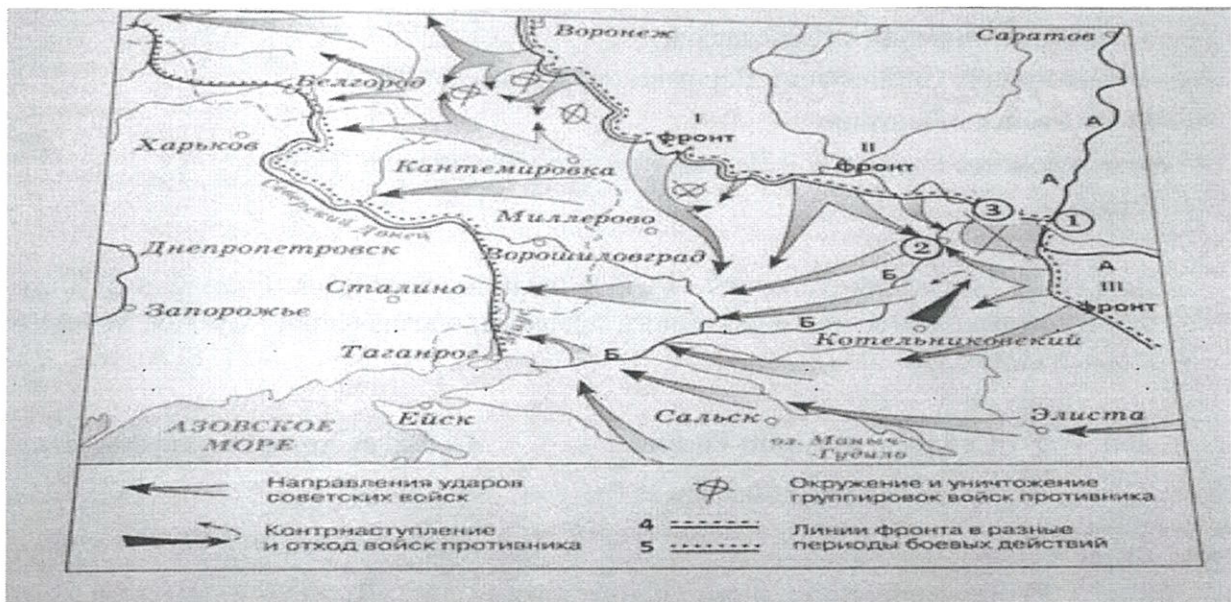 Воронеж
Саратов
Белгород
А
I
фронт
Харьков
II
фронт
Кантемировка
А
3
1
Северский Донец
Миллерово
2
Днепропетровск
Ворошиловград
А
Б
III
фронт
Сталино
Запорожье
Миус
Б
Котельниковский
Таганрог
Б
Ейск
Сальск
Элиста
АЗОВСКОЕ
МОРЕ
оз. Маныч-
-Гудило
Направления ударов
советских войск
Окружение и уничтожение
группировок войск противника
Контрнаступление
и отход войск противника
4
5
Линии фронта в разные
периоды боевых действий